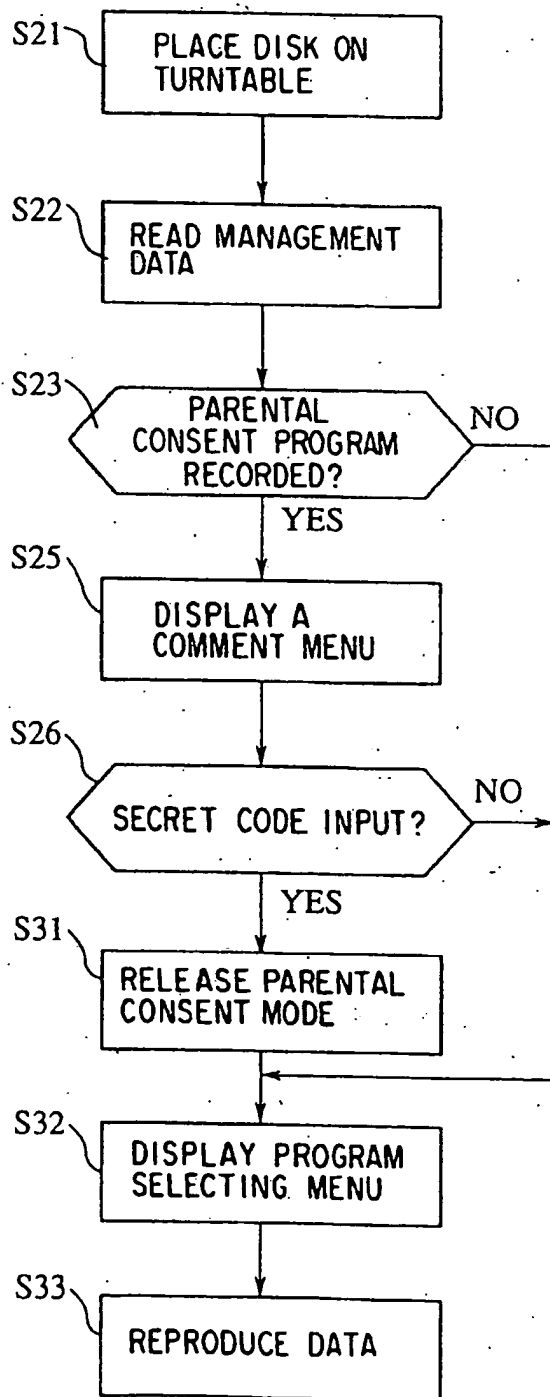 S21
PLACE DISK ON
TURNTABLE
S22
READ MANAGEMENT
DATA
S23
PARENTAL
CONSENT PROGRAM
RECORDED?
NO
YES
S25
DISPLAY A
COMMENT MENU
S26
SECRET CODE INPUT?
NO
YES
S31
RELEASE PARENTAL
CONSENT MODE
S32
DISPLAY PROGRAM
SELECTING MENU
S33
REPRODUCE DATA